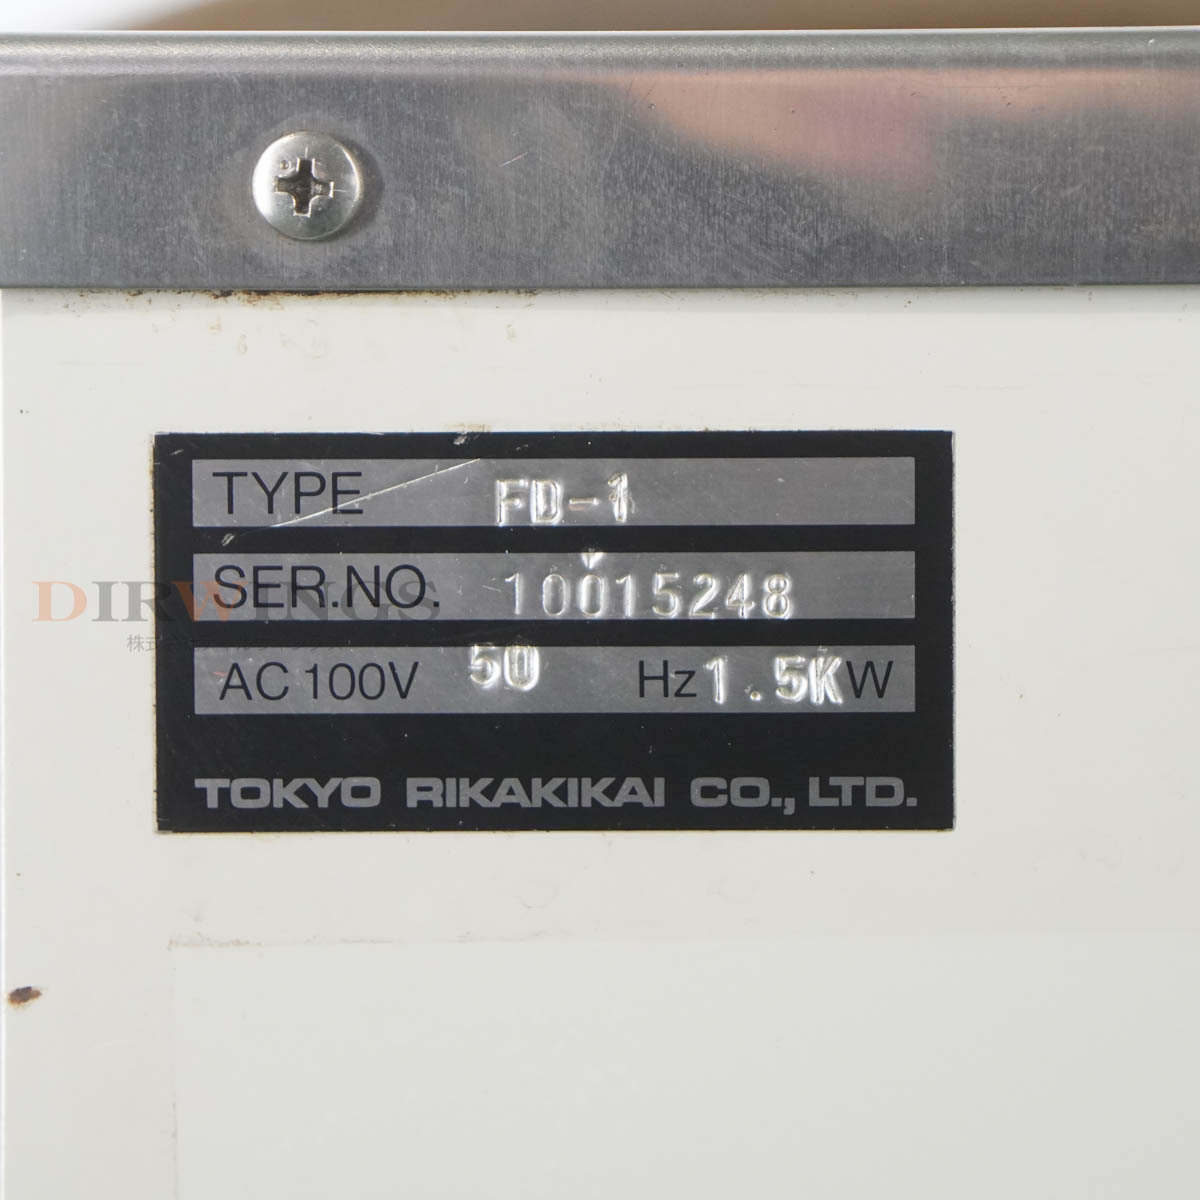 TYPE FD-1
SER.NO. 10015248
DIRWINGS
AC 100V 50 Hz 1.5KW
TOKYO RIKAKIKAI CO., LTD.